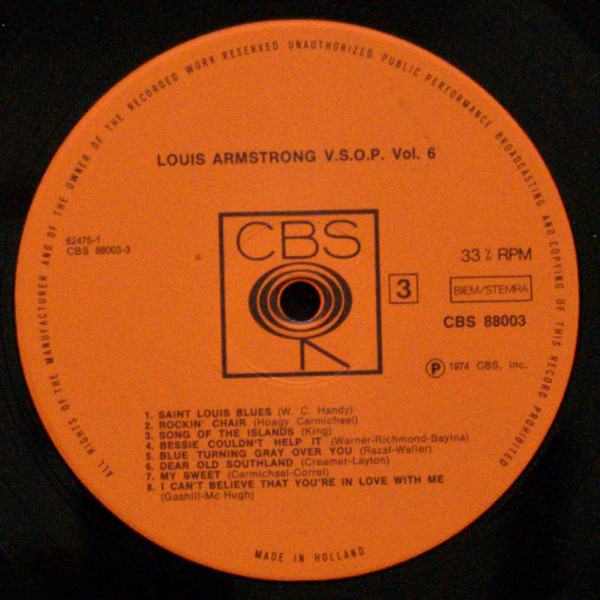 ALL RIGHTS OF THE MANUFACTURER AND OF THE OWNER OF THE RECORDED WORK RESERVED UNAUTHORIZED PUBLIC PERFORMANCE BROADCASTING AND COPYING OF THIS RECORD PROHIBITED
LOUIS ARMSTRONG V.S.O.P. Vol. 6
CBS
62475-1
CBS 88003-3
33 ⅓ RPM
3
BIEM/STEMRA
CBS 88003
Ⓟ 1974 CBS, Inc.
1. SAINT LOUIS BLUES (W. C. Handy)
2. ROCKIN' CHAIR (Hoagy Carmichael)
3. SONG OF THE ISLANDS (King)
4. BESSIE COULDN'T HELP IT (Warner-Richmond-Bayina)
5. BLUE TURNING GRAY OVER YOU (Razaf-Waller)
6. DEAR OLD SOUTHLAND (Creamer-Layton)
7. MY SWEET (Carmichael-Correl)
8. I CAN'T BELIEVE THAT YOU'RE IN LOVE WITH ME
(Gashill-Mc Hugh)
MADE IN HOLLAND